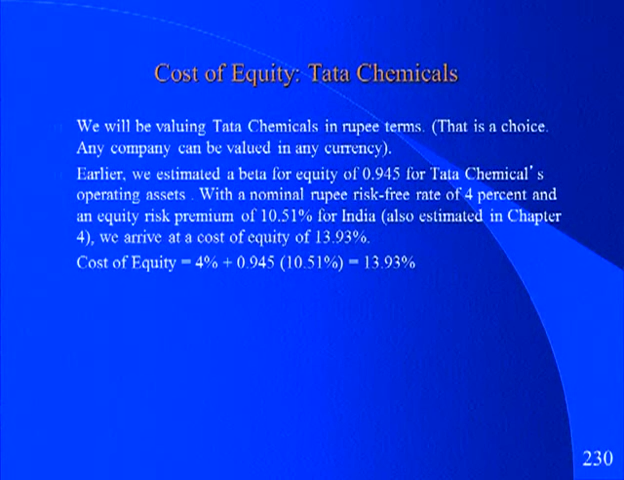 Cost of Equity: Tata Chemicals
We will be valuing Tata Chemicals in rupee terms. (That is a choice.
Any company can be valued in any currency).
Earlier, we estimated a beta for equity of 0.945 for Tata Chemical's
operating assets . With a nominal rupee risk-free rate of 4 percent and
an equity risk premium of 10.51% for India (also estimated in Chapter
4), we arrive at a cost of equity of 13.93%.
Cost of Equity = 4% + 0.945 (10.51%) = 13.93%
230